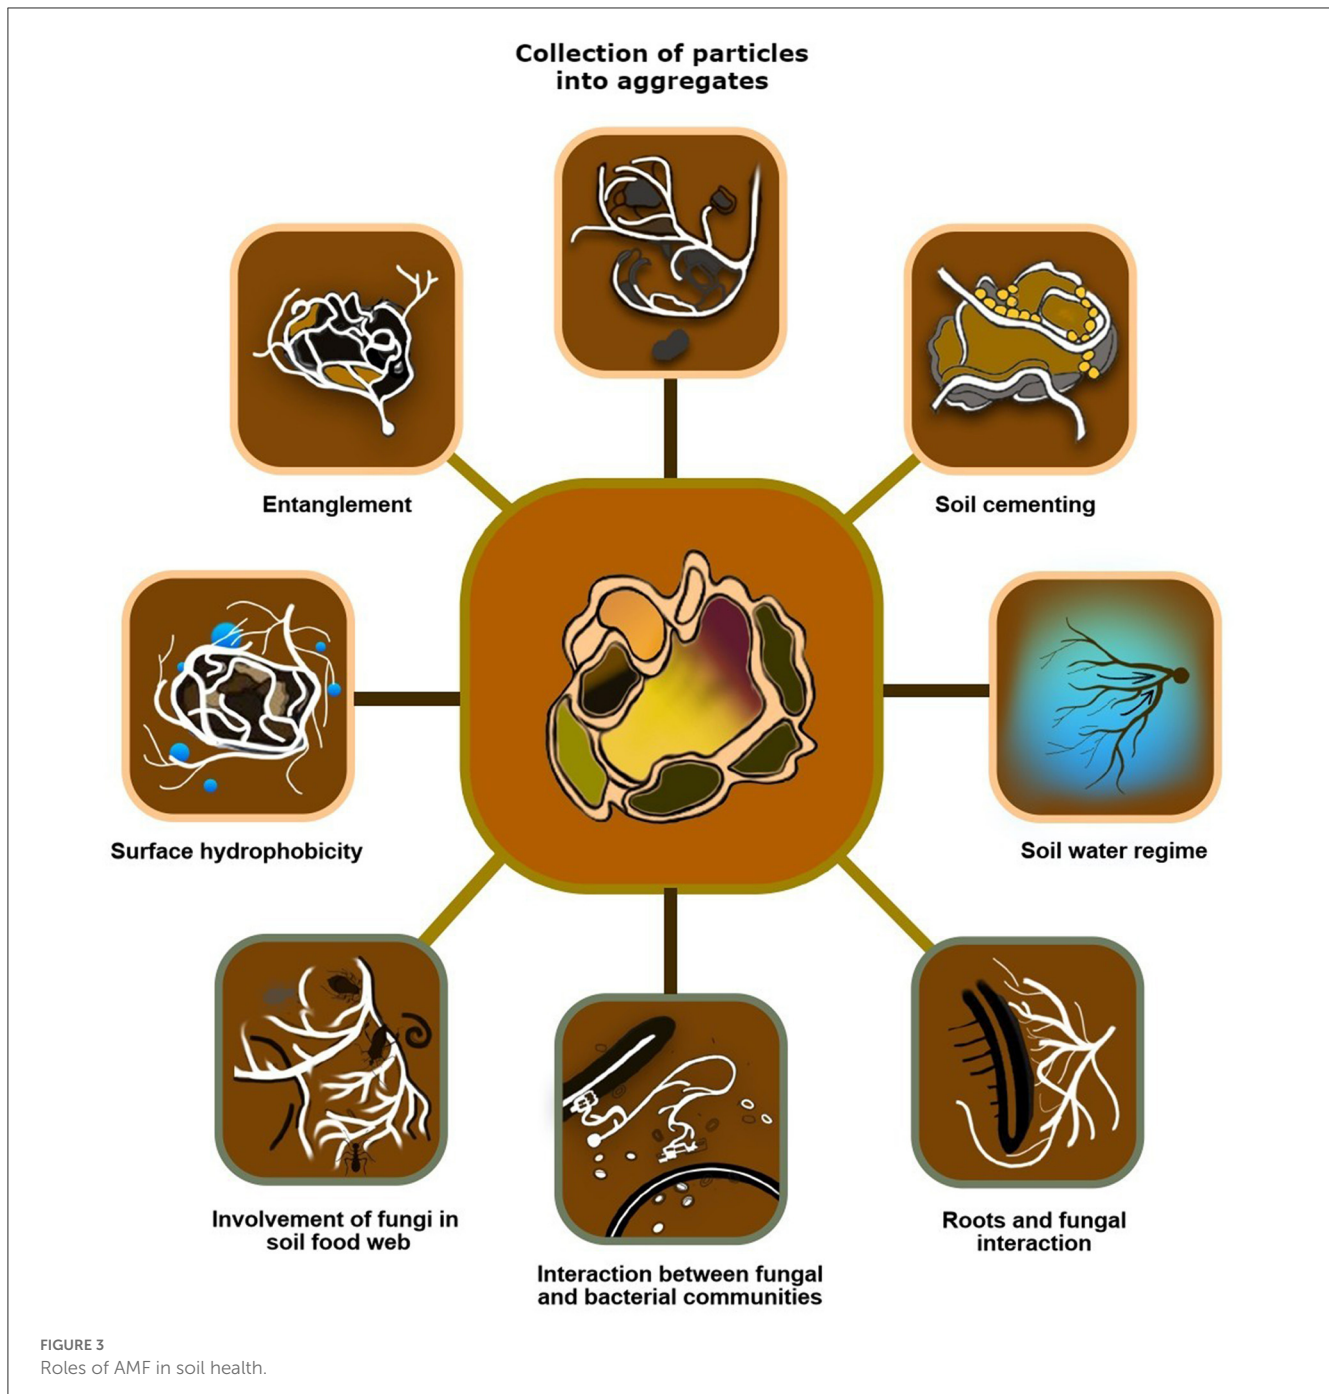 Collection of particles
into aggregates
Entanglement
Soil cementing
Surface hydrophobicity
Soil water regime
Involvement of fungi in
soil food web
Interaction between fungal
and bacterial communities
Roots and fungal
interaction
FIGURE 3
Roles of AMF in soil health.